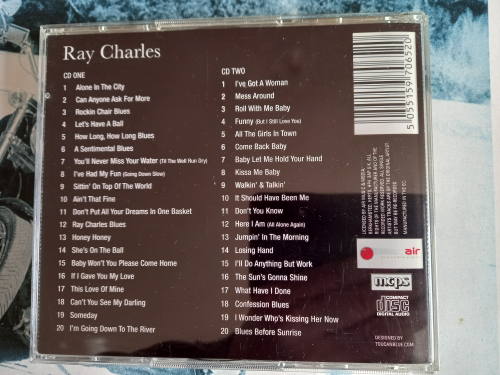 Ray Charles
CD ONE
1 Alone In The City
2 Can Anyone Ask For More
3 Rockin Chair Blues
4 Let's Have A Ball
5 How Long, How Long Blues
6 A Sentimental Blues
7 You'll Never Miss Your Water (Til The Well Run Dry)
8 I've Had My Fun (Going Down Slow)
9 Sittin' On Top Of The World
10 Ain't That Fine
11 Don't Put All Your Dreams In One Basket
12 Ray Charles Blues
13 Honey Honey
14 She's On The Ball
15 Baby Won't You Please Come Home
16 If I Gave You My Love
17 This Love Of Mine
18 Can't You See My Darling
19 Someday
20 I'm Going Down To The River
CD TWO
1 I've Got A Woman
2 Mess Around
3 Roll With Me Baby
4 Funny (But I Still Love You)
5 All The Girls In Town
6 Come Back Baby
7 Baby Let Me Hold Your Hand
8 Kissa Me Baby
9 Walkin' & Talkin'
10 It Should Have Been Me
11 Don't You Know
12 Here I Am (All Alone Again)
13 Jumpin' In The Morning
14 Losing Hand
15 I'll Do Anything But Work
16 The Sun's Gonna Shine
17 What Have I Done
18 Confession Blues
19 I Wonder Who's Kissing Her Now
20 Blues Before Sunrise
5 055159 706520
air
mcps
COMPACT
disc
DIGITAL AUDIO
DESIGNED BY
TOUCANBLUE.COM